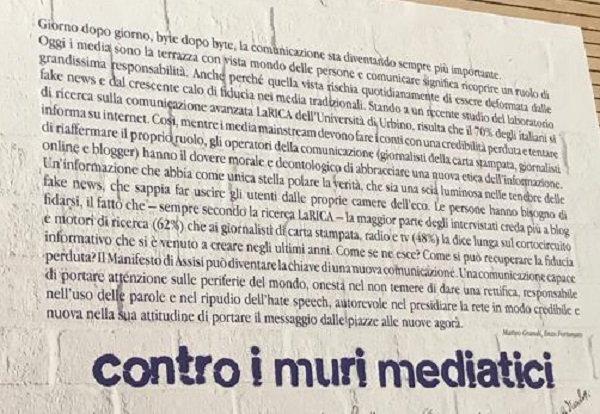 Giorno dopo giorno, byte dopo byte, la comunicazione sta diventando sempre più importante.
Oggi i media sono la terrazza con vista mondo delle persone e comunicare significa ricoprire un ruolo di
grandissima responsabilità. Anche perché quella vista rischia quotidianamente di essere deformata dalle
fake news e dal crescente calo di fiducia nei media tradizionali. Stando a un recente studio del laboratorio
di ricerca sulla comunicazione avanzata LaRICA dell'Università di Urbino, risulta che il 70% degli italiani si
informa su internet. Così, mentre i media mainstream devono fare i conti con una credibilità perduta e tentare
di riaffermare il proprio ruolo, gli operatori della comunicazione (giornalisti della carta stampata, giornalisti
online e blogger) hanno il dovere morale e deontologico di abbracciare una nuova etica dell'informazione.
Un'informazione che abbia come unica stella polare la verità, che sia una scia luminosa nelle tenebre delle
fake news, che sappia far uscire gli utenti dalle proprie camere dell'eco. Le persone hanno bisogno di
fidarsi, il fatto che – sempre secondo la ricerca LaRICA – la maggior parte degli intervistati creda più a blog
e motori di ricerca (62%) che ai giornalisti di carta stampata, radio e tv (48%) la dice lunga sul cortocircuito
informativo che si è venuto a creare negli ultimi anni. Come se ne esce? Come si può recuperare la fiducia
perduta? Il Manifesto di Assisi può diventare la chiave di una nuova comunicazione. Una comunicazione capace
di portare attenzione sulle periferie del mondo, onesta nel non temere di dare una rettifica, responsabile
nell'uso delle parole e nel ripudio dell'hate speech, autorevole nel presidiare la rete in modo credibile e
nuova nella sua attitudine di portare il messaggio dalle piazze alle nuove agorà.
Matteo Grandi, Enzo Fortunato
contro i muri mediatici